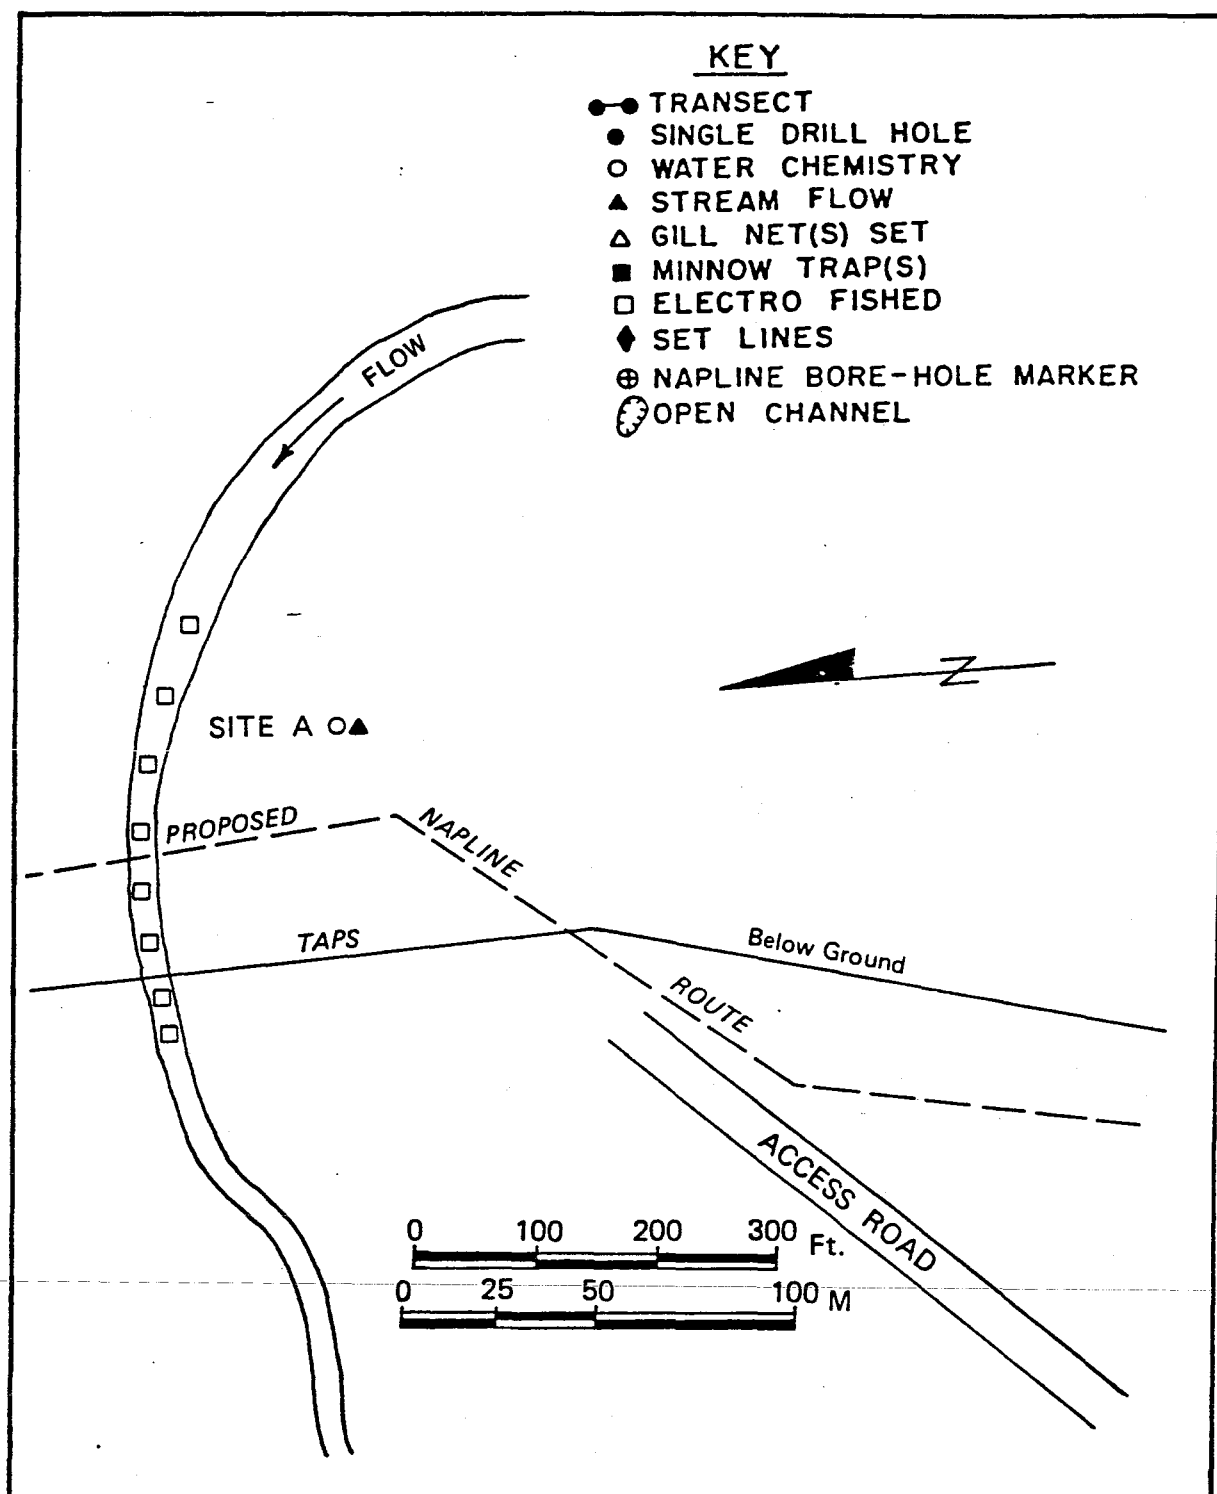 KEY
TRANSECT
SINGLE DRILL HOLE
WATER CHEMISTRY
STREAM FLOW
GILL NET(S) SET
MINNOW TRAP(S)
ELECTRO FISHED
SET LINES
NAPLINE BORE-HOLE MARKER
OPEN CHANNEL
FLOW
N
SITE A
PROPOSED
NAPLINE
TAPS
Below Ground
ROUTE
ACCESS ROAD
0 100 200 300 Ft.
0 25 50 100 M